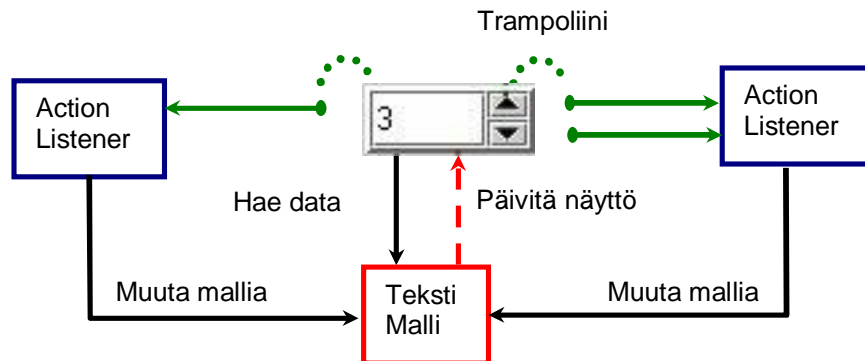 Trampoliini
Action
Listener
3
Action
Listener
Hae data
Päivitä näyttö
Muuta mallia
Teksti
Malli
Muuta mallia